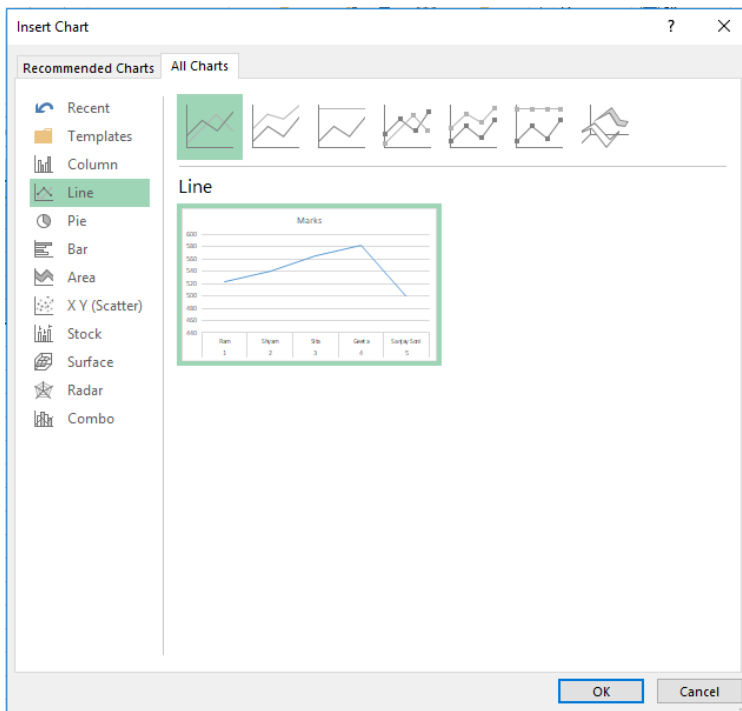 Insert Chart
?
Recommended Charts
All Charts
Recent
Templates
Column
Line
Pie
Bar
Area
X Y (Scatter)
Stock
Surface
Radar
Combo
Line
Marks
600
580
560
540
520
500
480
460
440
Ram Shyam Sita Geeta Sanjay Soni
1 2 3 4 5
OK
Cancel